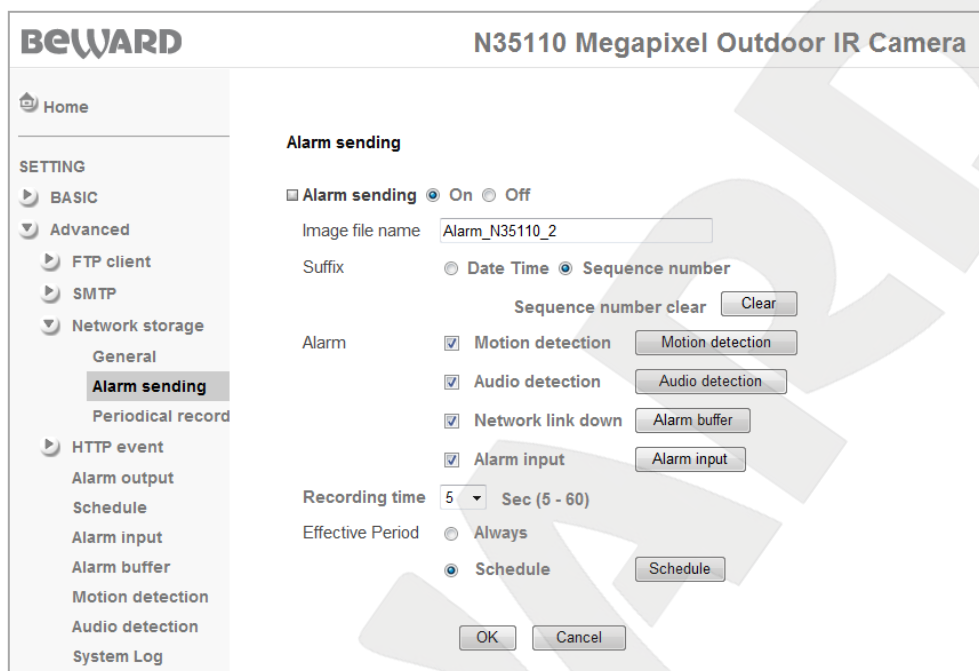 BEWARD
N35110 Megapixel Outdoor IR Camera
Home
SETTING
BASIC
Advanced
FTP client
SMTP
Network storage
General
Alarm sending
Periodical record
HTTP event
Alarm output
Schedule
Alarm input
Alarm buffer
Motion detection
Audio detection
System Log
Alarm sending
Alarm sending On Off
Image file name Alarm_N35110_2
Suffix Date Time Sequence number
Sequence number clear Clear
Alarm Motion detection Motion detection
Audio detection Audio detection
Network link down Alarm buffer
Alarm input Alarm input
Recording time 5 Sec (5 - 60)
Effective Period Always
Schedule Schedule
OK Cancel